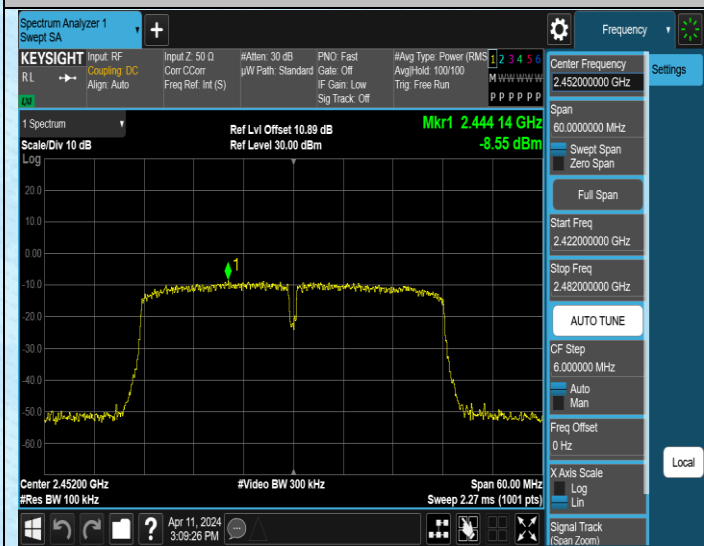 Spectrum Analyzer 1
Swept SA
Frequency
KEYSIGHT
RL
LXI
Input: RF
Coupling: DC
Align: Auto
Input Z: 50 Ω
Corr CCorr
Freq Ref: Int (S)
#Atten: 30 dB
µW Path: Standard
PNO: Fast
Gate: Off
IF Gain: Low
Sig Track: Off
#Avg Type: Power (RMS
Avg|Hold: 100/100
Trig: Free Run
1 2 3 4 5 6
M W W W W W
P P P P P P
1 Spectrum
Scale/Div 10 dB
Log
Ref Lvl Offset 10.89 dB
Ref Level 30.00 dBm
Mkr1 2.444 14 GHz
-8.55 dBm
20.0
10.0
0.00
-10.0
-20.0
-30.0
-40.0
-50.0
-60.0
1
Center 2.45200 GHz
#Res BW 100 kHz
#Video BW 300 kHz
Span 60.00 MHz
Sweep 2.27 ms (1001 pts)
Center Frequency
2.452000000 GHz
Settings
Span
60.0000000 MHz
Swept Span
Zero Span
Full Span
Start Freq
2.422000000 GHz
Stop Freq
2.482000000 GHz
AUTO TUNE
CF Step
6.000000 MHz
Auto
Man
Freq Offset
0 Hz
X Axis Scale
Log
Lin
Local
Signal Track
(Span Zoom)
?
Apr 11, 2024
3:09:26 PM